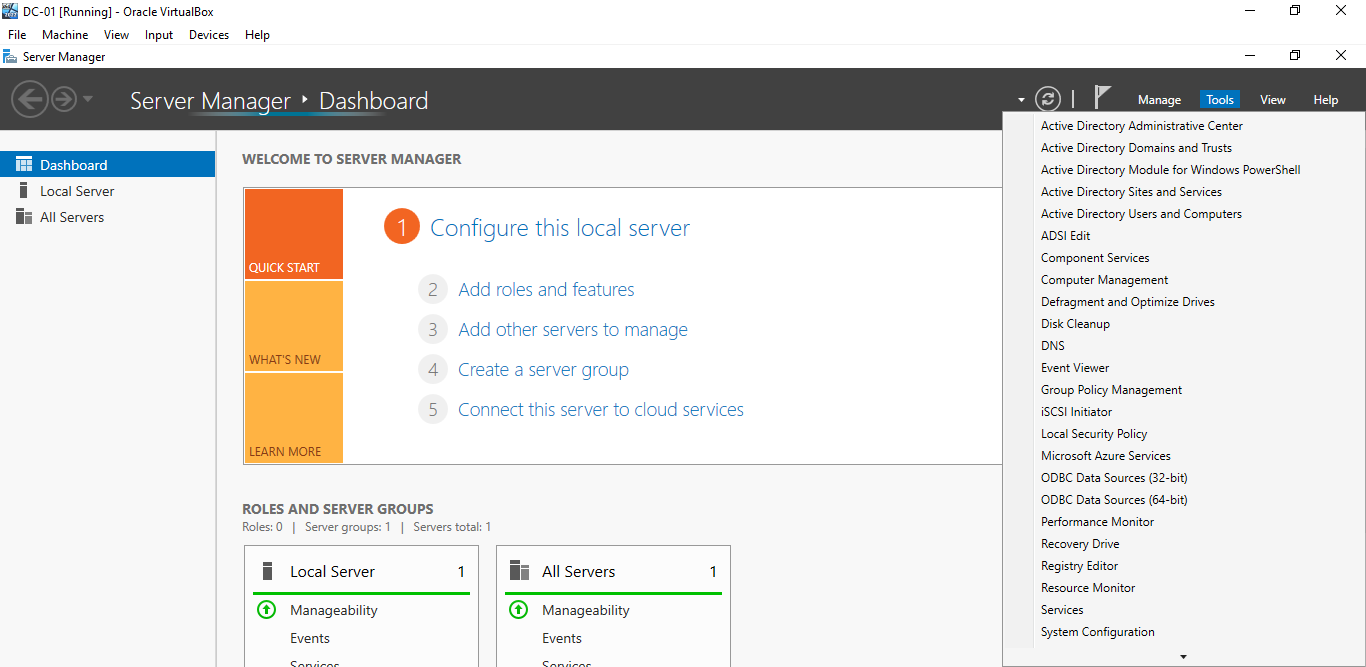 DC-01 [Running] - Oracle VirtualBox
File Machine View Input Devices Help
Server Manager
Server Manager Dashboard
Manage Tools View Help
Dashboard
Local Server
All Servers
WELCOME TO SERVER MANAGER
QUICK START
WHAT'S NEW
LEARN MORE
1 Configure this local server
2 Add roles and features
3 Add other servers to manage
4 Create a server group
5 Connect this server to cloud services
ROLES AND SERVER GROUPS
Roles: 0 | Server groups: 1 | Servers total: 1
Local Server 1
Manageability
Events
Services
All Servers 1
Manageability
Events
Services
Active Directory Administrative Center
Active Directory Domains and Trusts
Active Directory Module for Windows PowerShell
Active Directory Sites and Services
Active Directory Users and Computers
ADSI Edit
Component Services
Computer Management
Defragment and Optimize Drives
Disk Cleanup
DNS
Event Viewer
Group Policy Management
iSCSI Initiator
Local Security Policy
Microsoft Azure Services
ODBC Data Sources (32-bit)
ODBC Data Sources (64-bit)
Performance Monitor
Recovery Drive
Registry Editor
Resource Monitor
Services
System Configuration